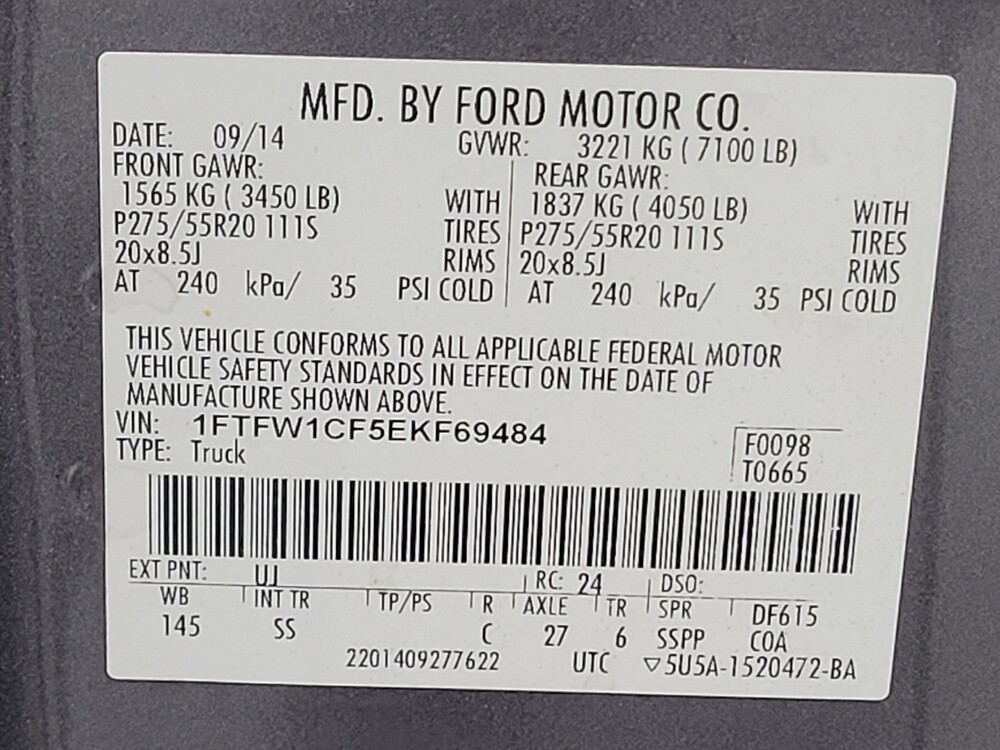 MFD. BY FORD MOTOR CO.
DATE: 09/14 GVWR: 3221 KG ( 7100 LB)
FRONT GAWR: REAR GAWR:
1565 KG ( 3450 LB) WITH 1837 KG ( 4050 LB) WITH
P275/55R20 111S TIRES P275/55R20 111S TIRES
20x8.5J RIMS 20x8.5J RIMS
AT 240 kPa/ 35 PSI COLD AT 240 kPa/ 35 PSI COLD
THIS VEHICLE CONFORMS TO ALL APPLICABLE FEDERAL MOTOR
VEHICLE SAFETY STANDARDS IN EFFECT ON THE DATE OF
MANUFACTURE SHOWN ABOVE.
VIN: 1FTFW1CF5EKF69484 F0098
TYPE: Truck T0665
EXT PNT: UJ RC: 24 DSO:
WB INT TR TP/PS R AXLE TR SPR DF615
145 SS C 27 6 SSPP COA
2201409277622 UTC ▽5U5A-1520472-BA